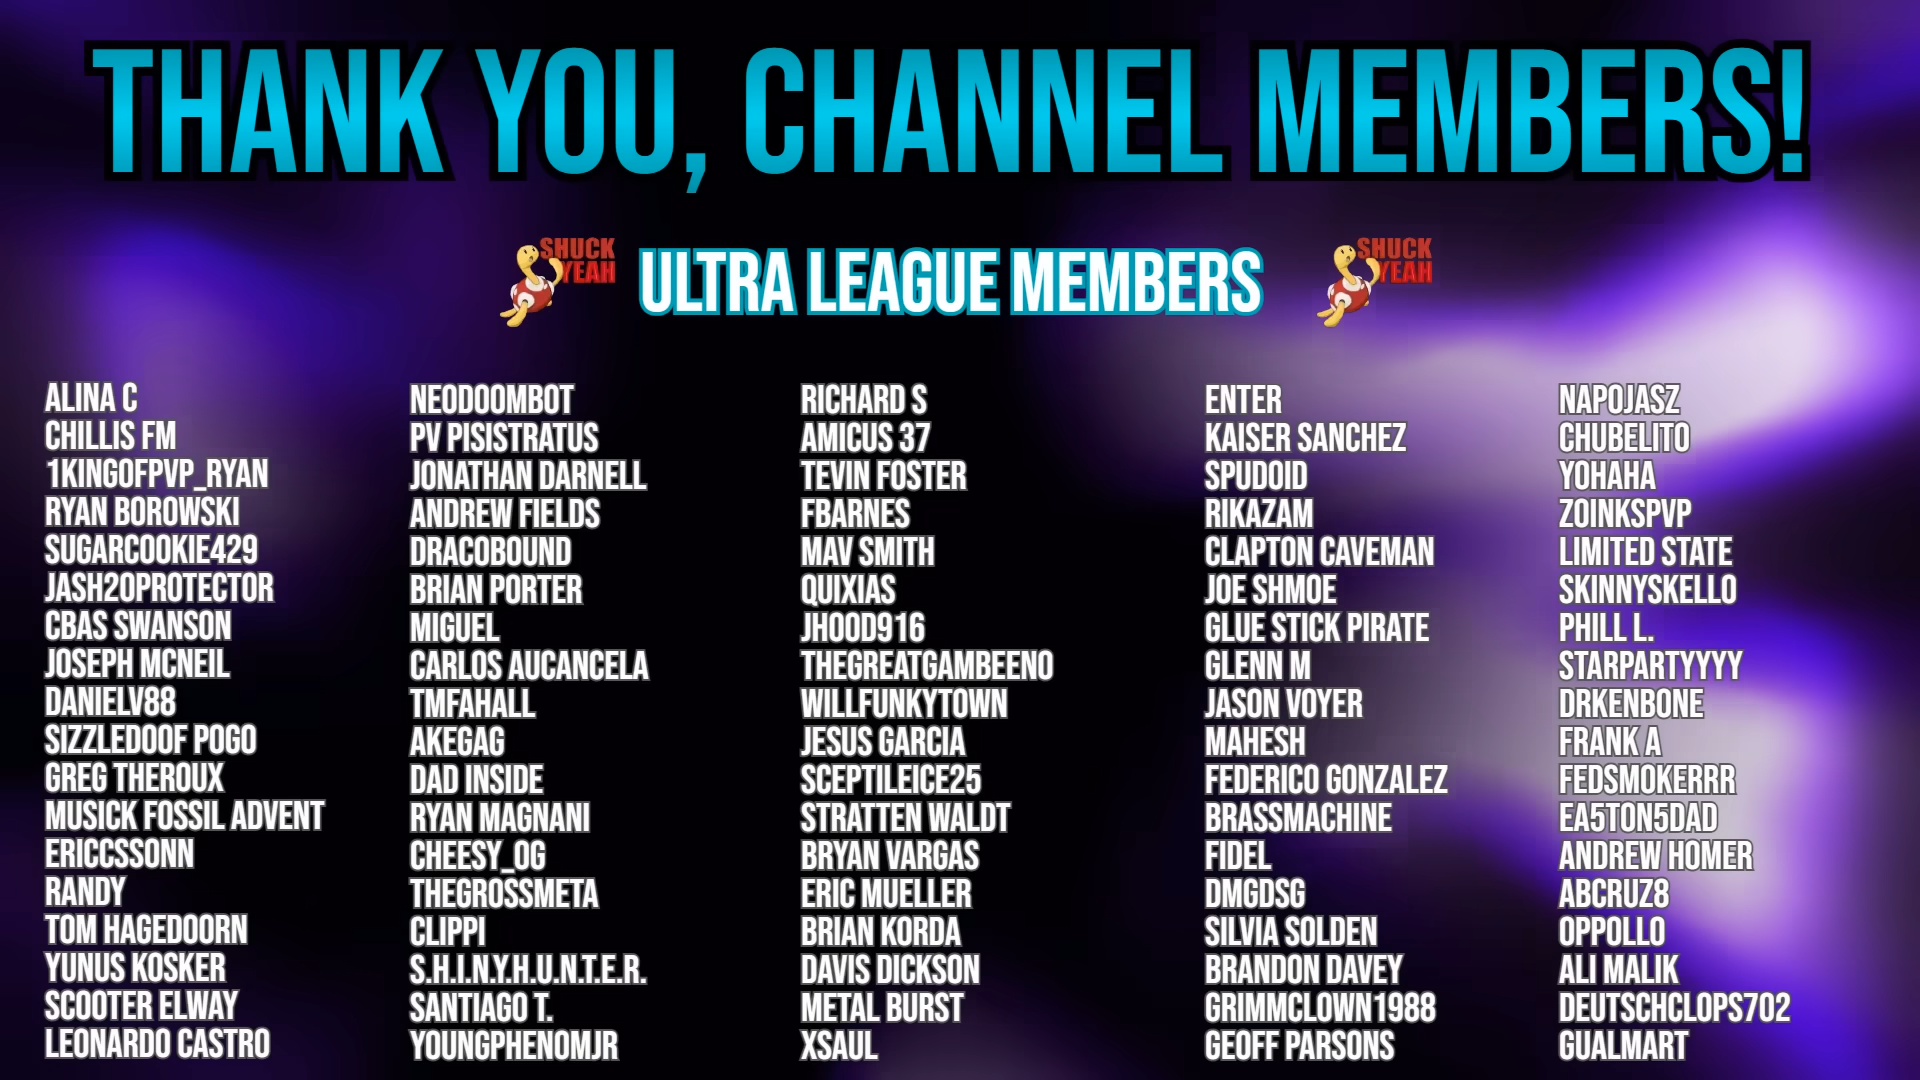 THANK YOU, CHANNEL MEMBERS!
SHUCK YEAH
ULTRA LEAGUE MEMBERS
SHUCK YEAH
ALINA C
CHILLIS FM
1KINGOFPVP_RYAN
RYAN BOROWSKI
SUGARCOOKIE429
JASH20PROTECTOR
CBAS SWANSON
JOSEPH MCNEIL
DANIELV88
SIZZLEDOOF POGO
GREG THEROUX
MUSICK FOSSIL ADVENT
ERICCSSONN
RANDY
TOM HAGEDOORN
YUNUS KOSKER
SCOOTER ELWAY
LEONARDO CASTRO
NEODOOMBOT
PV PISISTRATUS
JONATHAN DARNELL
ANDREW FIELDS
DRACOBOUND
BRIAN PORTER
MIGUEL
CARLOS AUCANCELA
TMFAHALL
AKEGAG
DAD INSIDE
RYAN MAGNANI
CHEESY_OG
THEGROSSMETA
CLIPPI
S.H.I.N.Y.H.U.N.T.E.R.
SANTIAGO T.
YOUNGPHENOMJR
RICHARD S
AMICUS 37
TEVIN FOSTER
FBARNES
MAV SMITH
QUIXIAS
JHOOD916
THEGREATGAMBEENO
WILLFUNKYTOWN
JESUS GARCIA
SCEPTILEICE25
STRATTEN WALDT
BRYAN VARGAS
ERIC MUELLER
BRIAN KORDA
DAVIS DICKSON
METAL BURST
XSAUL
ENTER
KAISER SANCHEZ
SPUDOID
RIKAZAM
CLAPTON CAVEMAN
JOE SHMOE
GLUE STICK PIRATE
GLENN M
JASON VOYER
MAHESH
FEDERICO GONZALEZ
BRASSMACHINE
FIDEL
DMGDSG
SILVIA SOLDEN
BRANDON DAVEY
GRIMMCLOWN1988
GEOFF PARSONS
NAPOJASZ
CHUBELITO
YOHAHA
ZOINKSPVP
LIMITED STATE
SKINNYSKELLO
PHILL L.
STARPARTYYYY
DRKENBONE
FRANK A
FEDSMOKERRR
EA5TON5DAD
ANDREW HOMER
ABCRUZ8
OPPOLLO
ALI MALIK
DEUTSCHCLOPS702
GUALMART